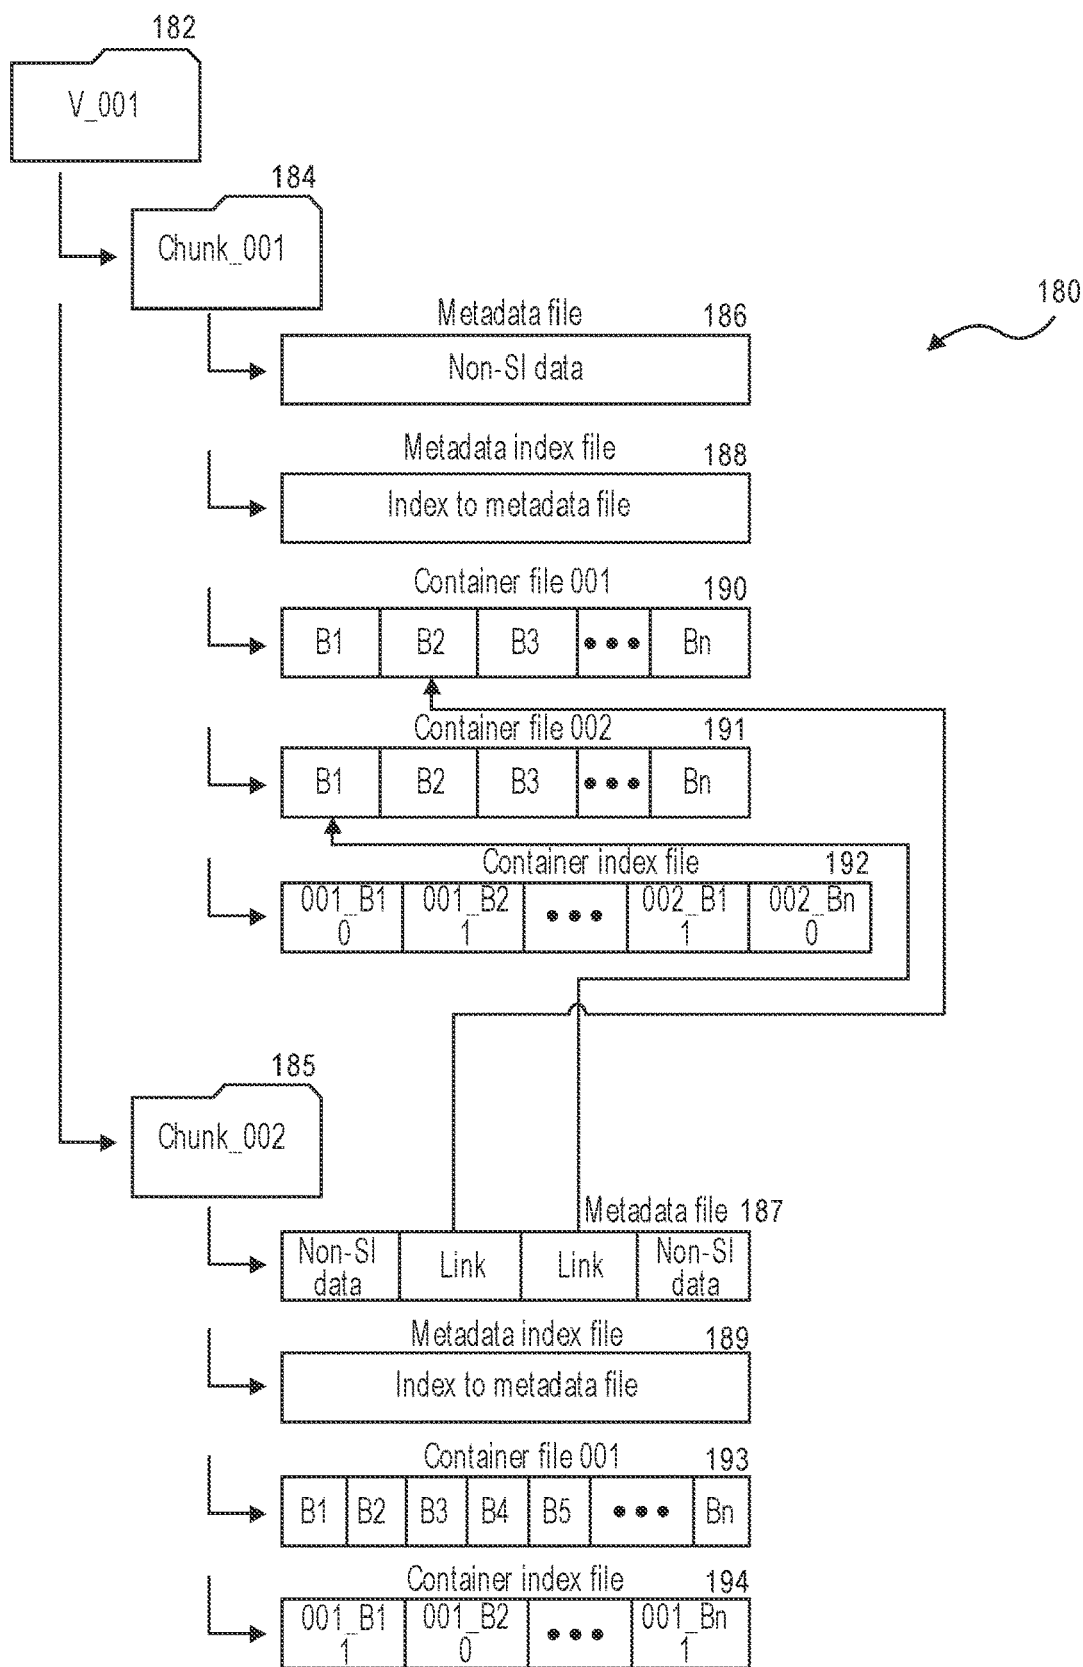 182
V_001
184
Chunk_001
180
Metadata file 186
Non-SI data
Metadata index file 188
Index to metadata file
Container file 001 190
B1 B2 B3 ••• Bn
Container file 002 191
B1 B2 B3 ••• Bn
Container index file 192
001_B1 001_B2 ••• 002_B1 002_Bn
0 1 1 0
185
Chunk_002
Metadata file 187
Non-SI Link Link Non-SI
data data
Metadata index file 189
Index to metadata file
Container file 001 193
B1 B2 B3 B4 B5 ••• Bn
Container index file 194
001_B1 001_B2 ••• 001_Bn
1 0 1